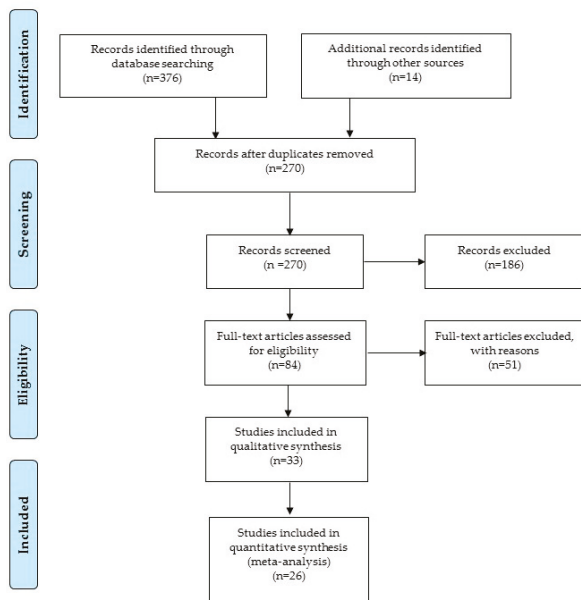 Identification
Records identified through
database searching
(n=376)
Additional records identified
through other sources
(n=14)
Records after duplicates removed
(n=270)
Screening
Records screened
(n =270)
Records excluded
(n=186)
Eligibility
Full-text articles assessed
for eligibility
(n=84)
Full-text articles excluded,
with reasons
(n=51)
Studies included in
qualitative synthesis
(n=33)
Included
Studies included in
quantitative synthesis
(meta-analysis)
(n=26)